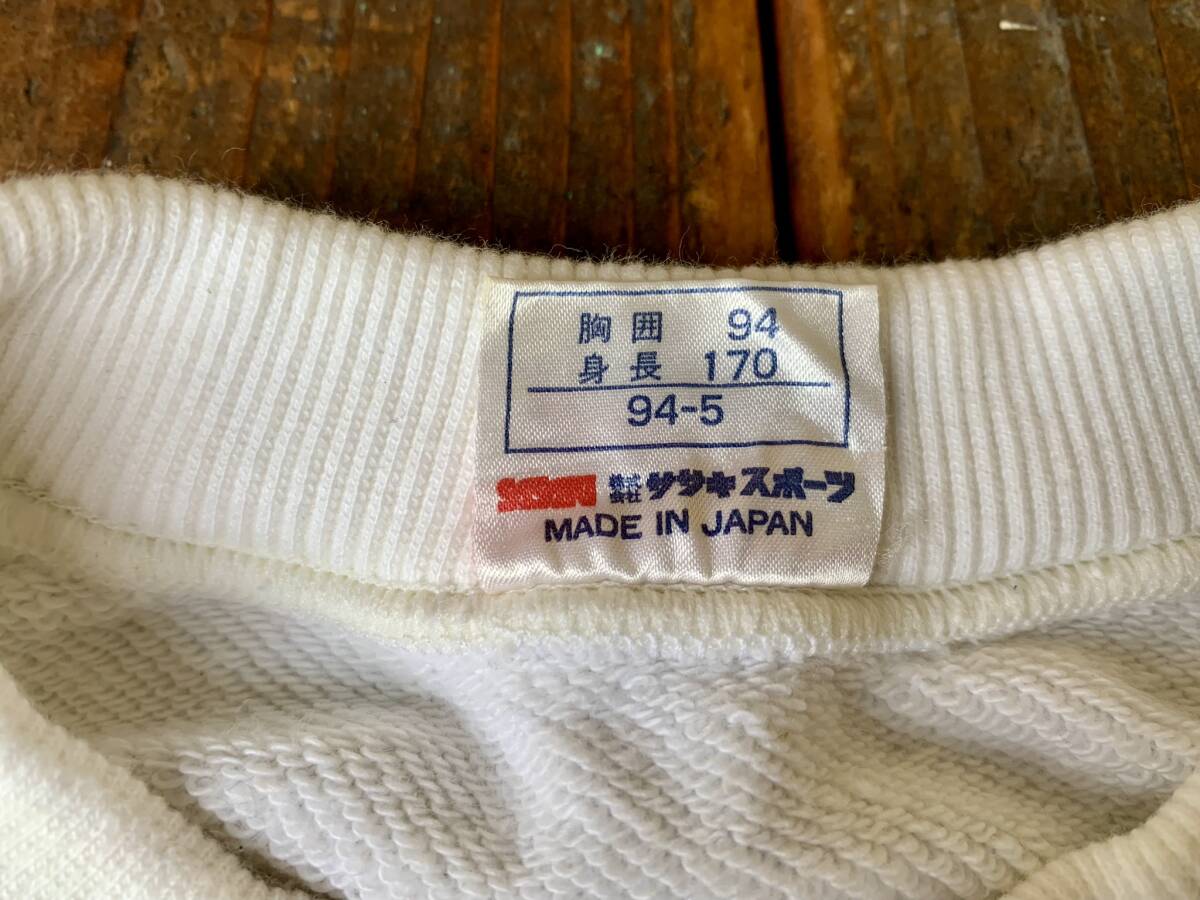 胸囲 94
身長 170
94-5
株式会社ササキスポーツ
MADE IN JAPAN